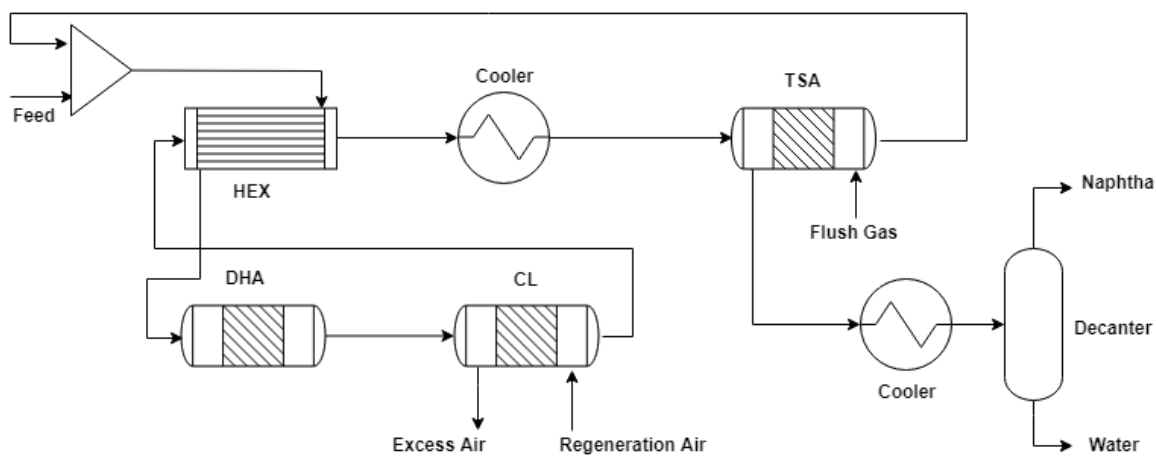 Cooler
TSA
Feed
HEX
Naphtha
Flush Gas
DHA
CL
Decanter
Cooler
Excess Air
Regeneration Air
Water